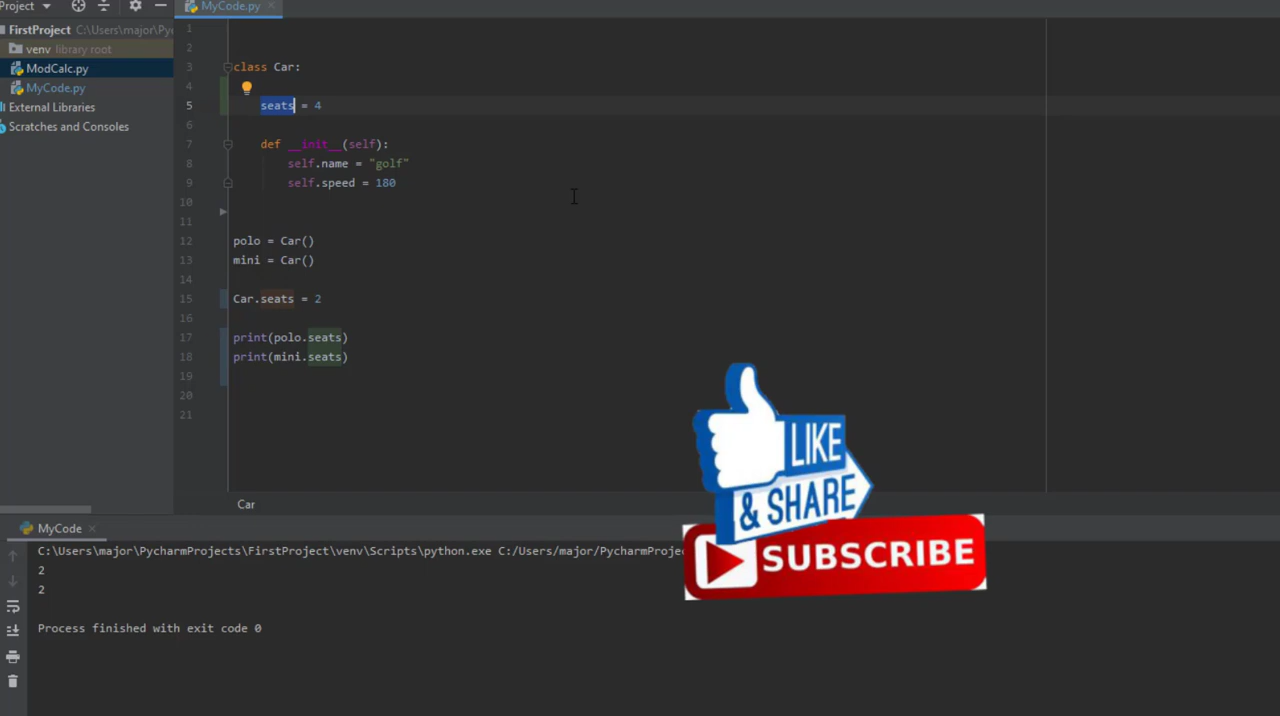 Project
MyCode.py
FirstProject C:\Users\major\Pyc
venv library root
ModCalc.py
MyCode.py
External Libraries
Scratches and Consoles
1
2
3 class Car:
4
5 seats = 4
6
7 def __init__(self):
8 self.name = "golf"
9 self.speed = 180
10
11
12 polo = Car()
13 mini = Car()
14
15 Car.seats = 2
16
17 print(polo.seats)
18 print(mini.seats)
19
20
21
Car
LIKE
& SHARE
SUBSCRIBE
MyCode
C:\Users\major\PycharmProjects\FirstProject\venv\Scripts\python.exe C:/Users/major/PycharmProjec
2
2
Process finished with exit code 0